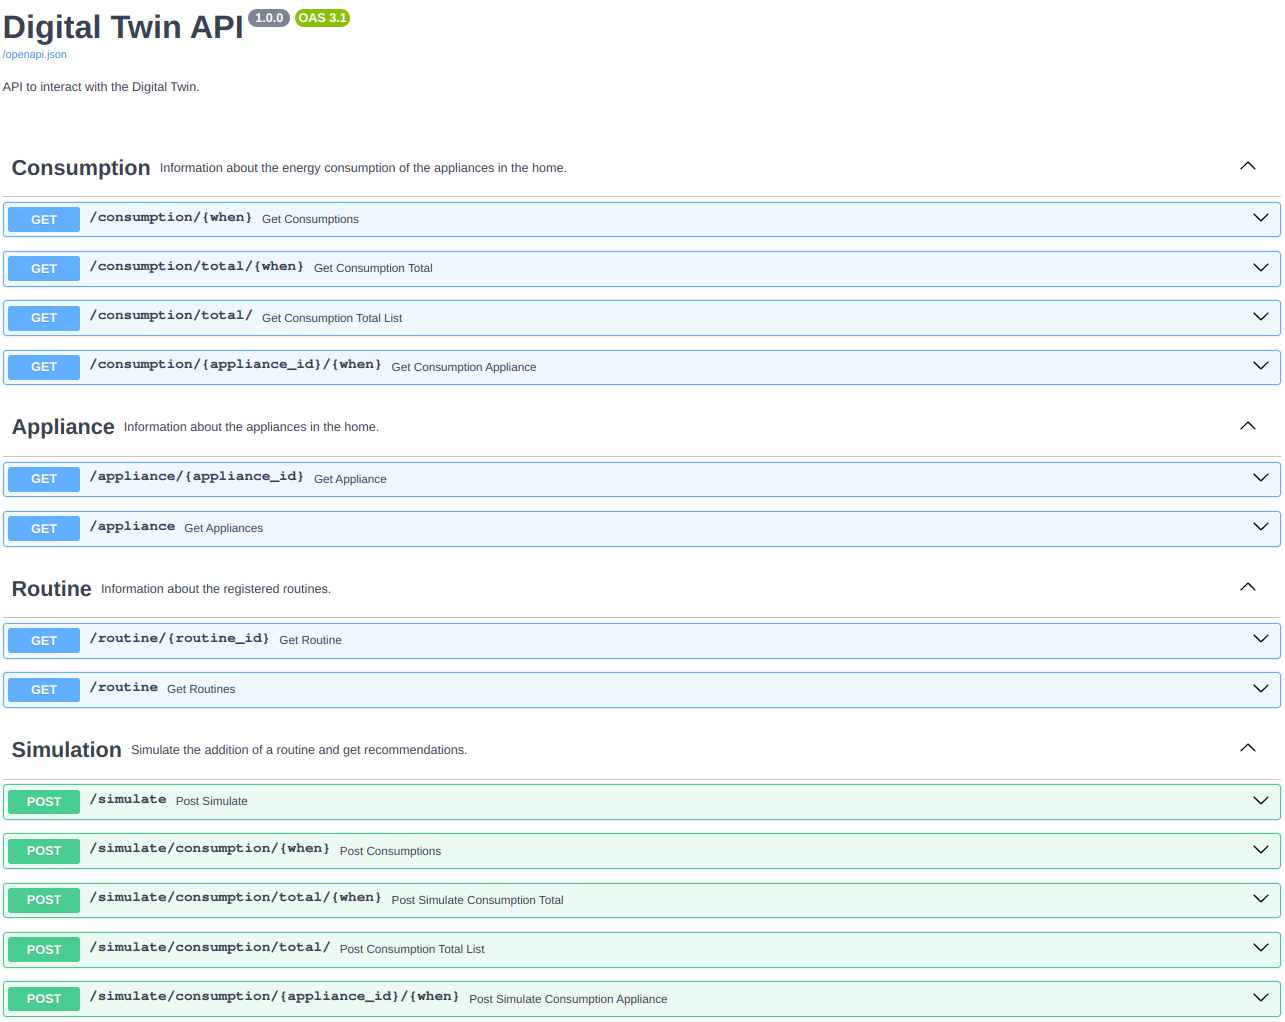 Digital Twin API 1.0.0 OAS 3.1
/openapi.json
API to interact with the Digital Twin.
Consumption Information about the energy consumption of the appliances in the home.
GET /consumption/{when} Get Consumptions
GET /consumption/total/{when} Get Consumption Total
GET /consumption/total/ Get Consumption Total List
GET /consumption/{appliance_id}/{when} Get Consumption Appliance
Appliance Information about the appliances in the home.
GET /appliance/{appliance_id} Get Appliance
GET /appliance Get Appliances
Routine Information about the registered routines.
GET /routine/{routine_id} Get Routine
GET /routine Get Routines
Simulation Simulate the addition of a routine and get recommendations.
POST /simulate Post Simulate
POST /simulate/consumption/{when} Post Consumptions
POST /simulate/consumption/total/{when} Post Simulate Consumption Total
POST /simulate/consumption/total/ Post Consumption Total List
POST /simulate/consumption/{appliance_id}/{when} Post Simulate Consumption Appliance